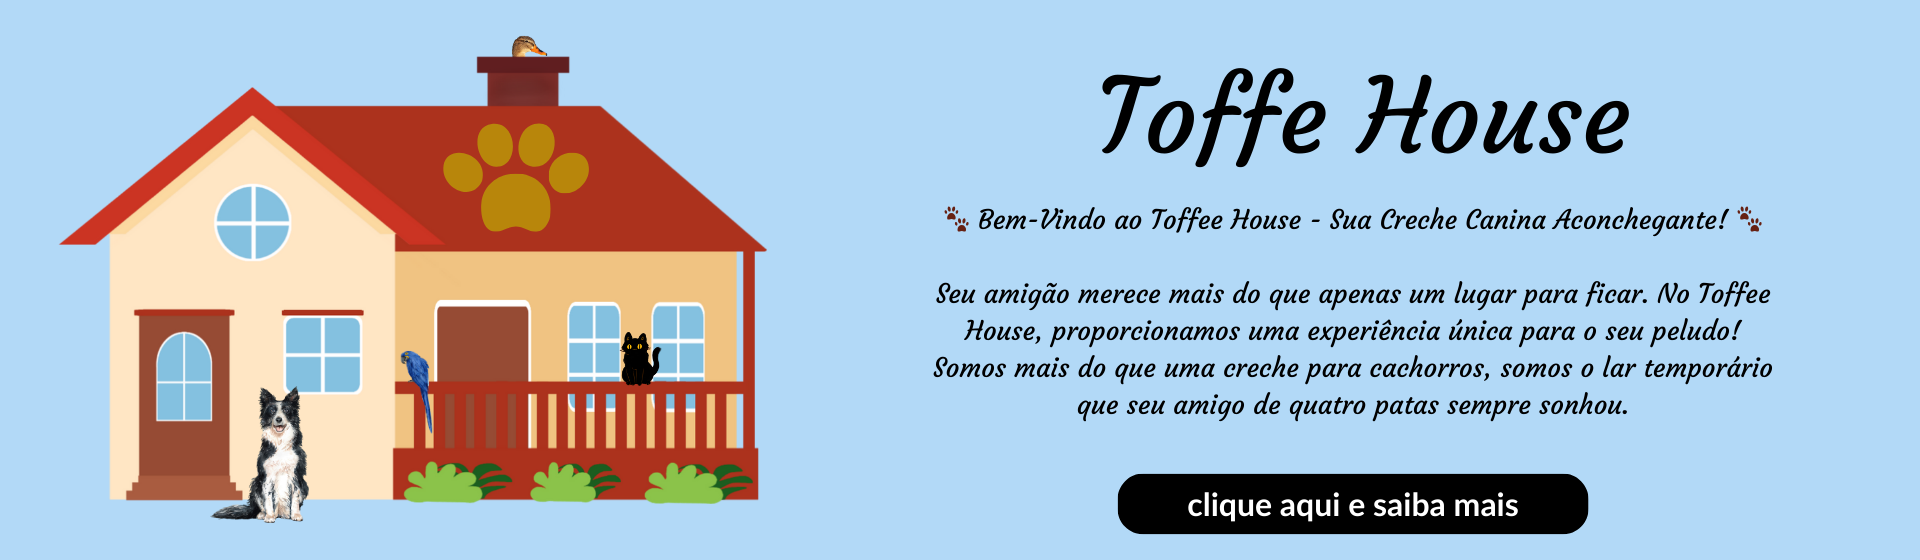 Toffe House
Bem-Vindo ao Toffee House - Sua Creche Canina Aconchegante!
Seu amigão merece mais do que apenas um lugar para ficar. No Toffee
House, proporcionamos uma experiência única para o seu peludo!
Somos mais do que uma creche para cachorros, somos o lar temporário
que seu amigo de quatro patas sempre sonhou.
clique aqui e saiba mais